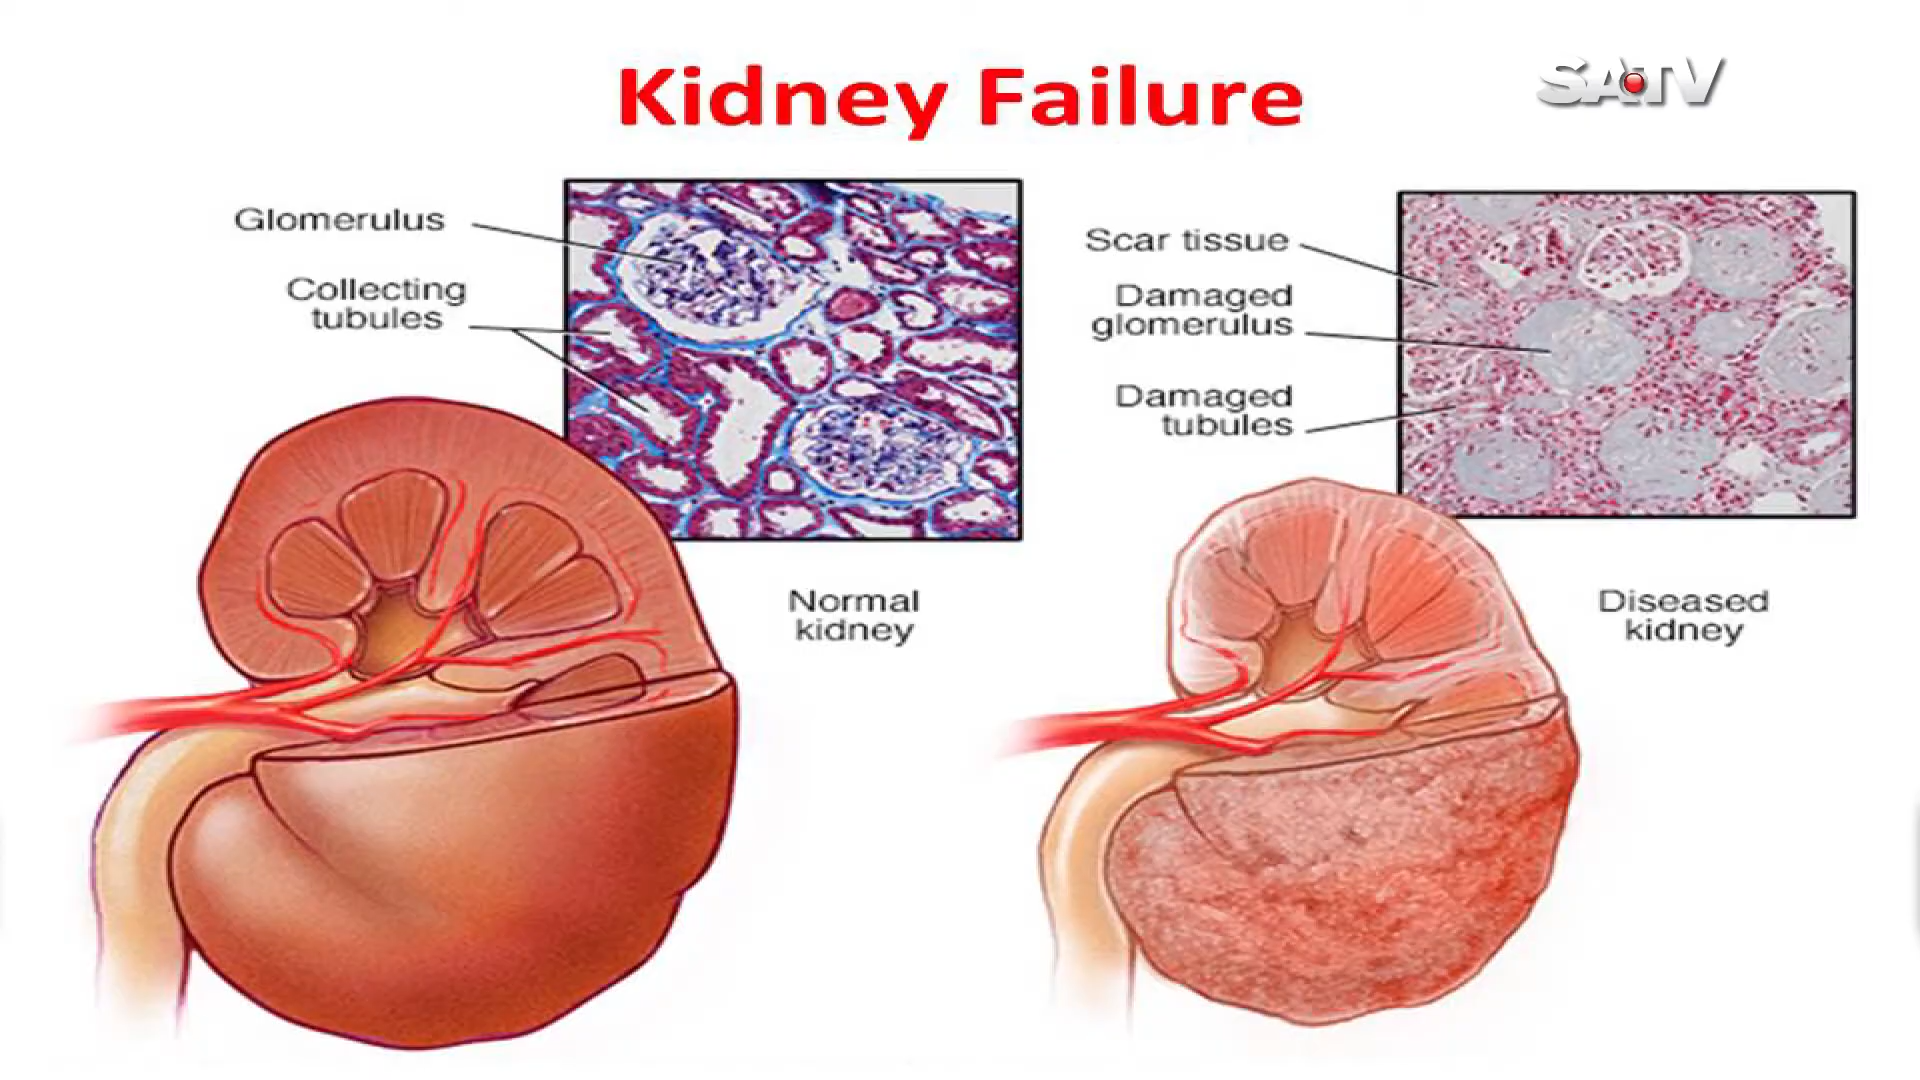 Kidney Failure
SATV
Glomerulus
Collecting
tubules
Normal
kidney
Scar tissue
Damaged
glomerulus
Damaged
tubules
Diseased
kidney